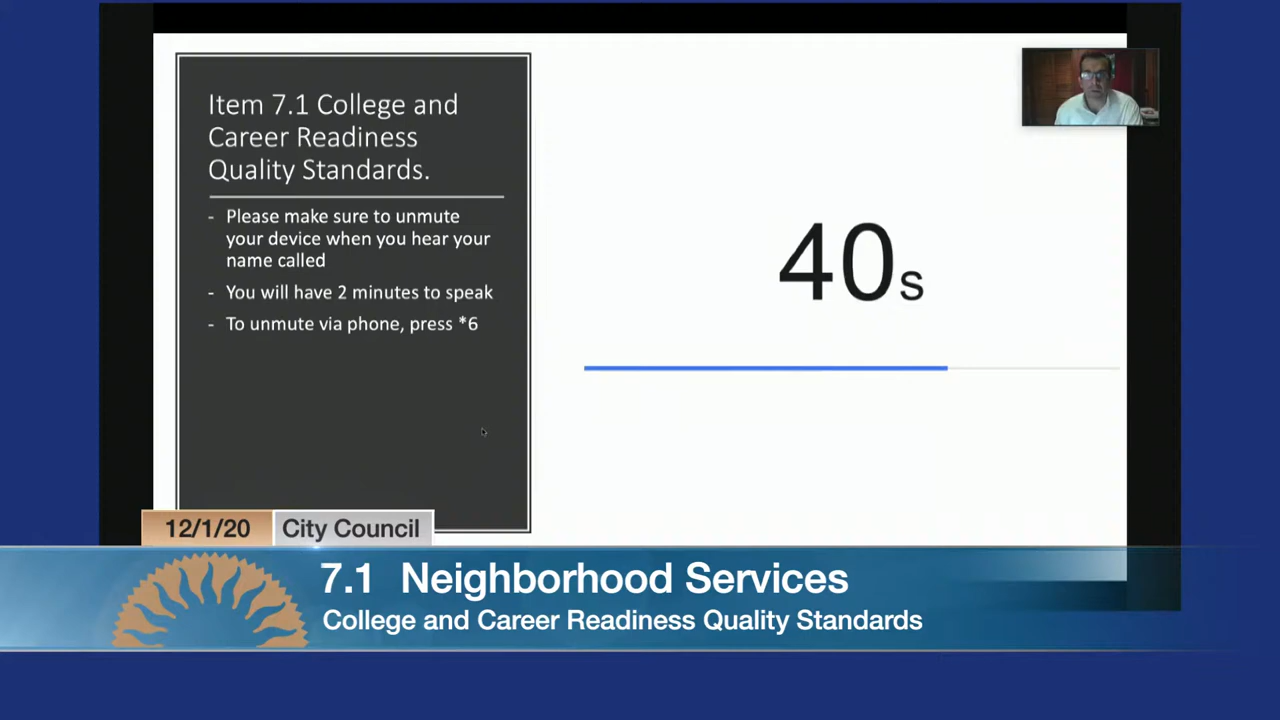 Item 7.1 College and
Career Readiness
Quality Standards.
- Please make sure to unmute
your device when you hear your
name called
- You will have 2 minutes to speak
- To unmute via phone, press *6
40s
12/1/20 City Council
7.1 Neighborhood Services
College and Career Readiness Quality Standards